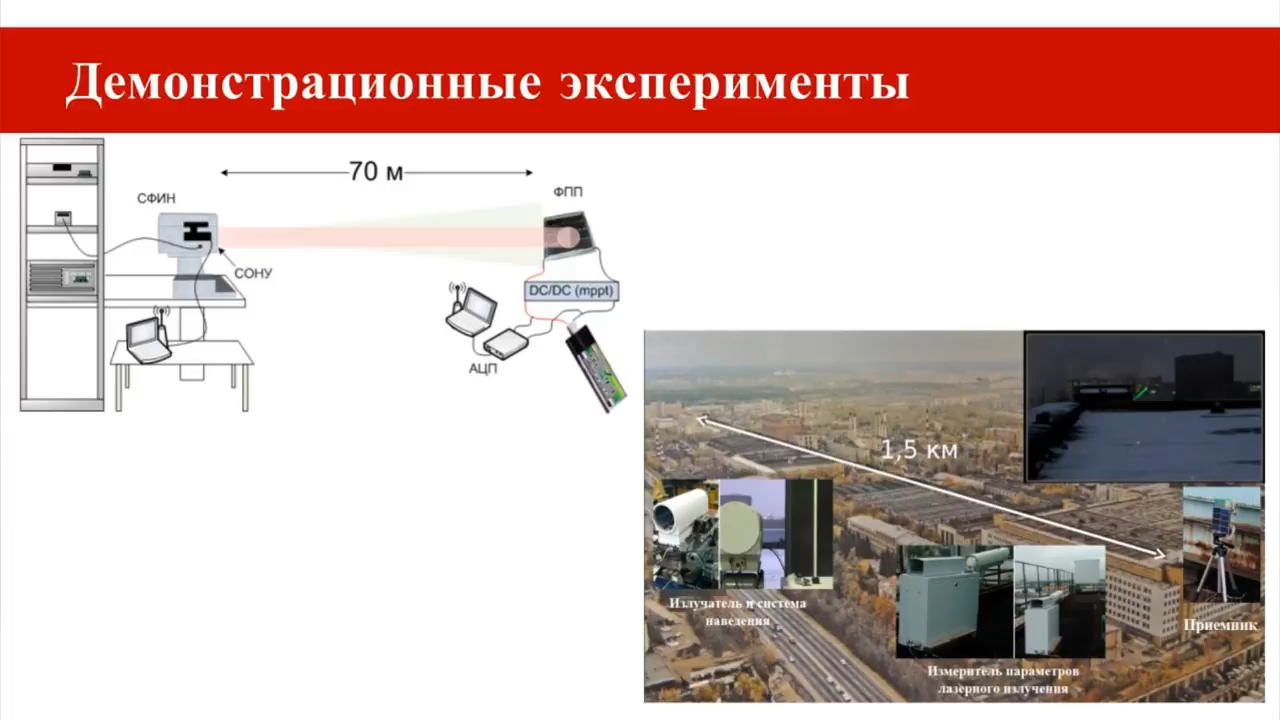 Демонстрационные эксперименты
70 м
СФИН
ФПП
СОНУ
DC/DC (mppt)
АЦП
1,5 км
Излучатель и система
наведения
Приемник
Измеритель параметров
лазерного излучения